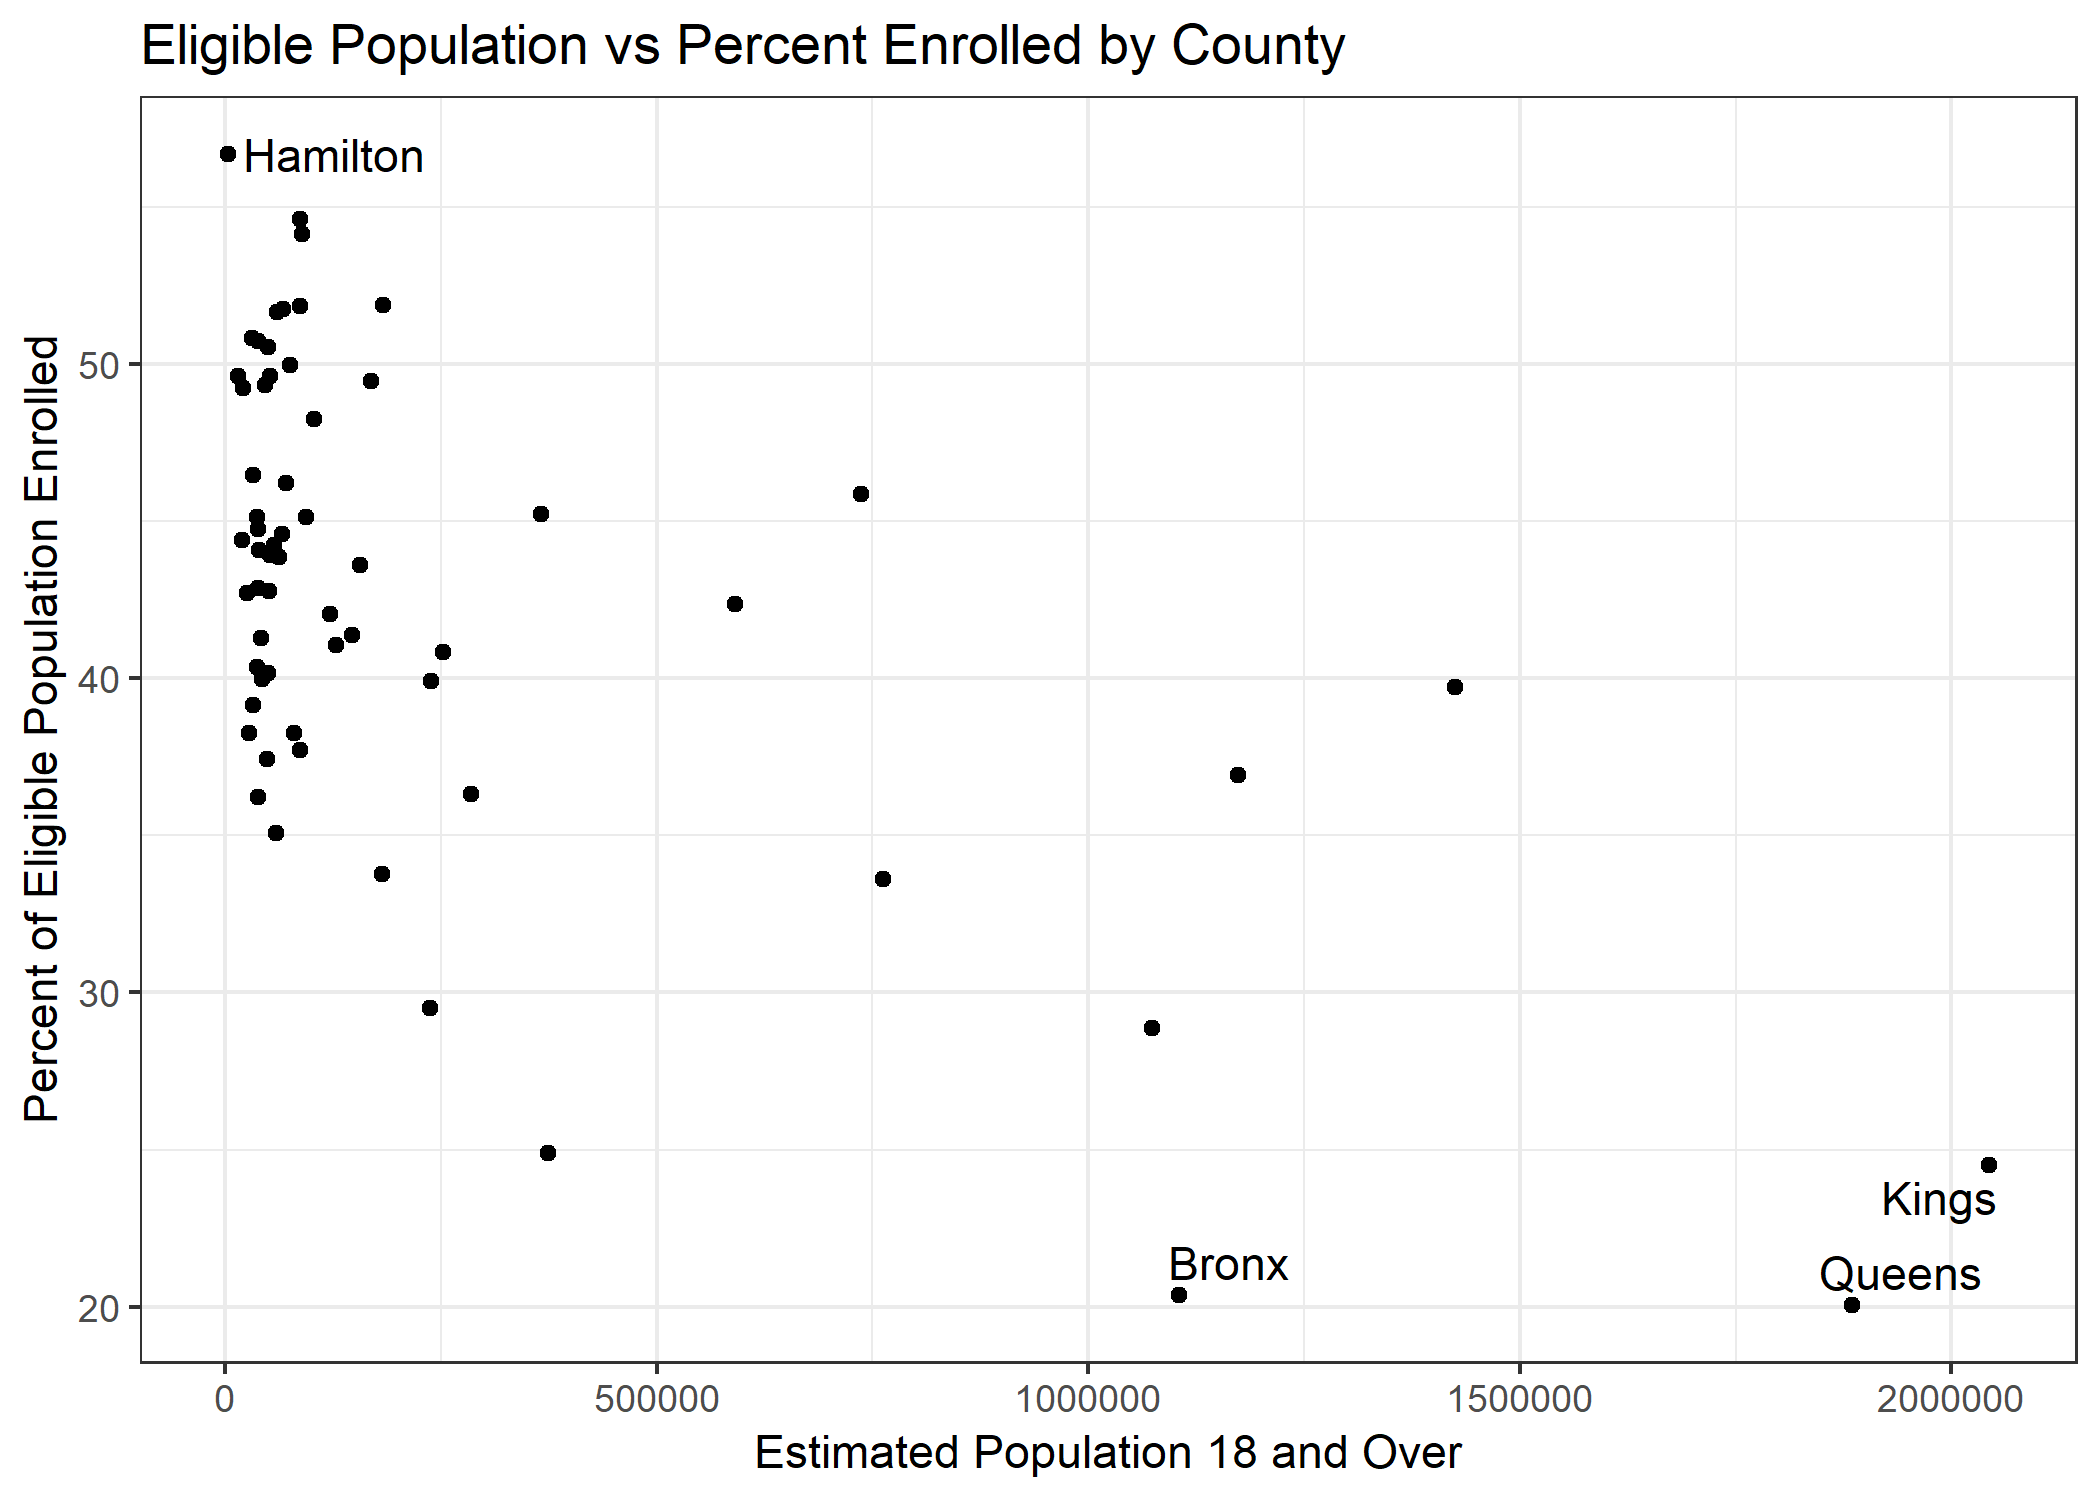 Eligible Population vs Percent Enrolled by County
Hamilton
50
40
30
20
Percent of Eligible Population Enrolled
Kings
Bronx
Queens
0
500000
1000000
1500000
2000000
Estimated Population 18 and Over